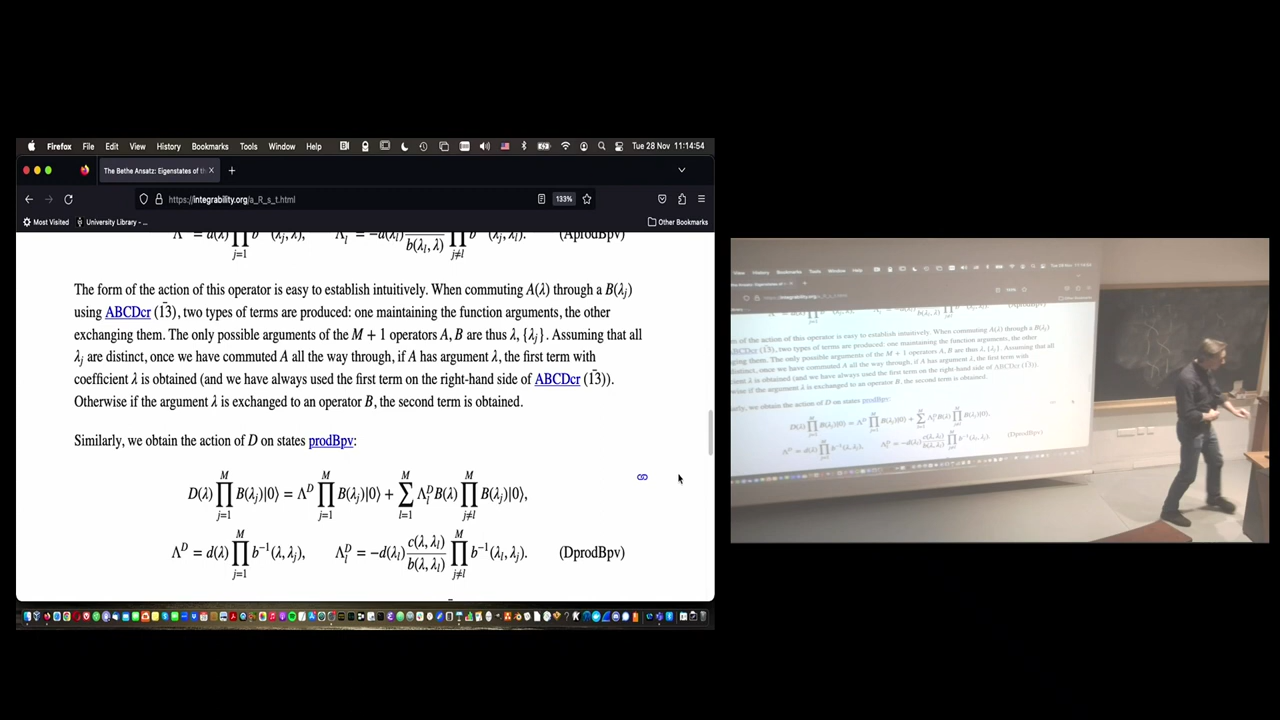 Firefox File Edit View History Bookmarks Tools Window Help Tue 28 Nov 11:14:54
The Bethe Ansatz: Eigenstates of th
https://integrability.org/a_R_s_t.html 133%
Most Visited University Library - ... Other Bookmarks
The form of the action of this operator is easy to establish intuitively. When commuting A(λ) through a B(λ_j)
using ABCDcr (1̄3), two types of terms are produced: one maintaining the function arguments, the other
exchanging them. The only possible arguments of the M + 1 operators A, B are thus λ, {λ_j}. Assuming that all
λ_j are distinct, once we have commuted A all the way through, if A has argument λ, the first term with
coefficient λ is obtained (and we have always used the first term on the right-hand side of ABCDcr (1̄3)).
Otherwise if the argument λ is exchanged to an operator B, the second term is obtained.
Similarly, we obtain the action of D on states prodBpv:
D(λ) ∏_{j=1}^{M} B(λ_j)|0⟩ = Λ^D ∏_{j=1}^{M} B(λ_j)|0⟩ + ∑_{l=1}^{M} Λ_l^D B(λ) ∏_{j≠l}^{M} B(λ_j)|0⟩,
Λ^D = d(λ) ∏_{j=1}^{M} b^{-1}(λ, λ_j), Λ_l^D = -d(λ_l) c(λ, λ_l)/b(λ, λ_l) ∏_{j≠l}^{M} b^{-1}(λ_l, λ_j). (DprodBpv)